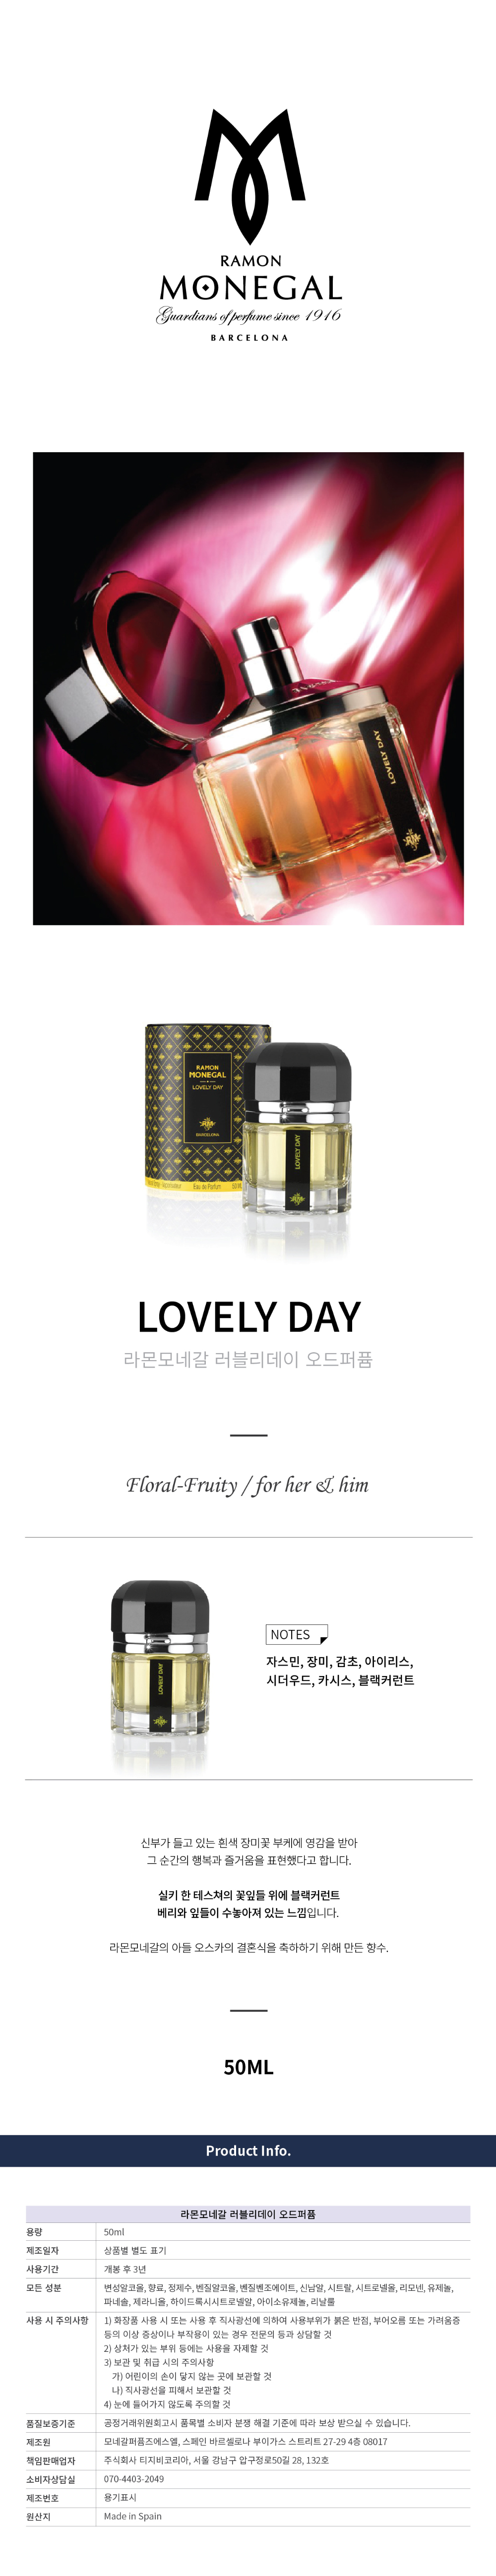 RAMON
MONEGAL
Guardians of perfume since 1916
BARCELONA
LOVELY DAY
RM
RAMON
MONEGAL
LOVELY DAY
RM
BARCELONA
Eau de Parfum
LOVELY DAY
LOVELY DAY
라몬모네갈 러블리데이 오드퍼퓸
Floral-Fruity / for her & him
LOVELY DAY
NOTES
자스민, 장미, 감초, 아이리스,
시더우드, 카시스, 블랙커런트
신부가 들고 있는 흰색 장미꽃 부케에 영감을 받아
그 순간의 행복과 즐거움을 표현했다고 합니다.
실키 한 테스쳐의 꽃잎들 위에 블랙커런트
베리와 잎들이 수놓아져 있는 느낌입니다.
라몬모네갈의 아들 오스카의 결혼식을 축하하기 위해 만든 향수.
50ML
Product Info.
라몬모네갈 러블리데이 오드퍼퓸
용량 50ml
제조일자 상품별 별도 표기
사용기간 개봉 후 3년
모든 성분 변성알코올, 향료, 정제수, 벤질알코올, 벤질벤조에이트, 신남알, 시트랄, 시트로넬올, 리모넨, 유제놀,
파네솔, 제라니올, 하이드록시시트로넬알, 아이소유제놀, 리날룰
사용 시 주의사항 1) 화장품 사용 시 또는 사용 후 직사광선에 의하여 사용부위가 붉은 반점, 부어오름 또는 가려움증
등의 이상 증상이나 부작용이 있는 경우 전문의 등과 상담할 것
2) 상처가 있는 부위 등에는 사용을 자제할 것
3) 보관 및 취급 시의 주의사항
가) 어린이의 손이 닿지 않는 곳에 보관할 것
나) 직사광선을 피해서 보관할 것
4) 눈에 들어가지 않도록 주의할 것
품질보증기준 공정거래위원회고시 품목별 소비자 분쟁 해결 기준에 따라 보상 받으실 수 있습니다.
제조원 모네갈퍼퓸즈에스엘, 스페인 바르셀로나 부이가스 스트리트 27-29 4층 08017
책임판매업자 주식회사 티지비코리아, 서울 강남구 압구정로50길 28, 132호
소비자상담실 070-4403-2049
제조번호 용기표시
원산지 Made in Spain